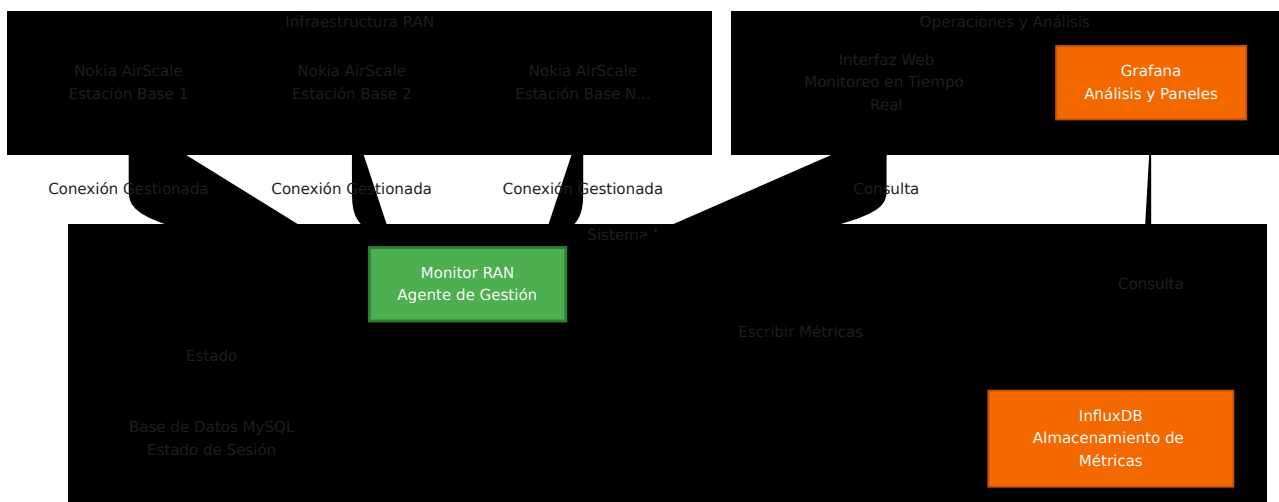 Infraestructura RAN
Nokia AirScale
Estación Base 1
Nokia AirScale
Estación Base 2
Nokia AirScale
Estación Base N...
Operaciones y Análisis
Interfaz Web
Monitoreo en Tiempo
Real
Grafana
Análisis y Paneles
Conexión Gestionada
Conexión Gestionada
Conexión Gestionada
Consulta
Sistema
Monitor RAN
Agente de Gestión
Consulta
Escribir Métricas
Estado
Base de Datos MySQL
Estado de Sesión
InfluxDB
Almacenamiento de
Métricas